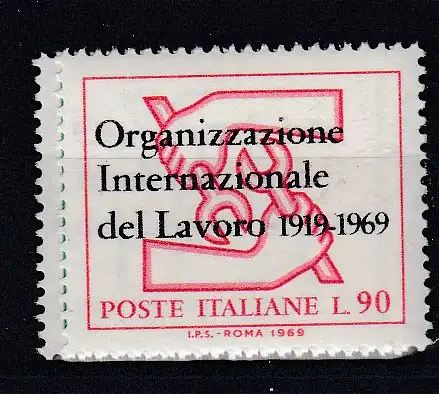 Organizzazione
Internazionale
del Lavoro 1919-1969
POSTE ITALIANE L. 90
I.P.S. - ROMA 1969